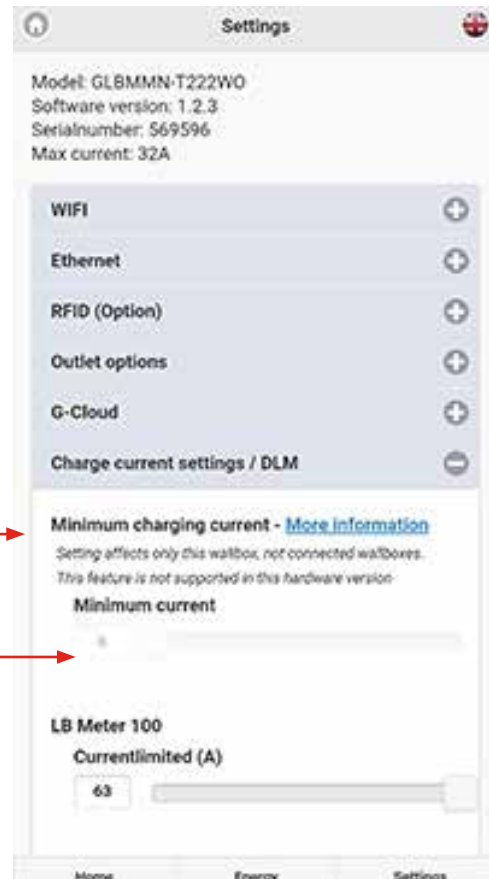 Settings
Model: GLBMMN-T222WO
Software version: 1.2.3
Serialnumber: 569596
Max current: 32A
WIFI
Ethernet
RFID (Option)
Outlet options
G-Cloud
Charge current settings / DLM
Minimum charging current - More information
Setting affects only this wallbox, not connected wallboxes.
This feature is not supported in this hardware version
Minimum current
LB Meter 100
Currentlimited (A)
63
Home Energy Settings